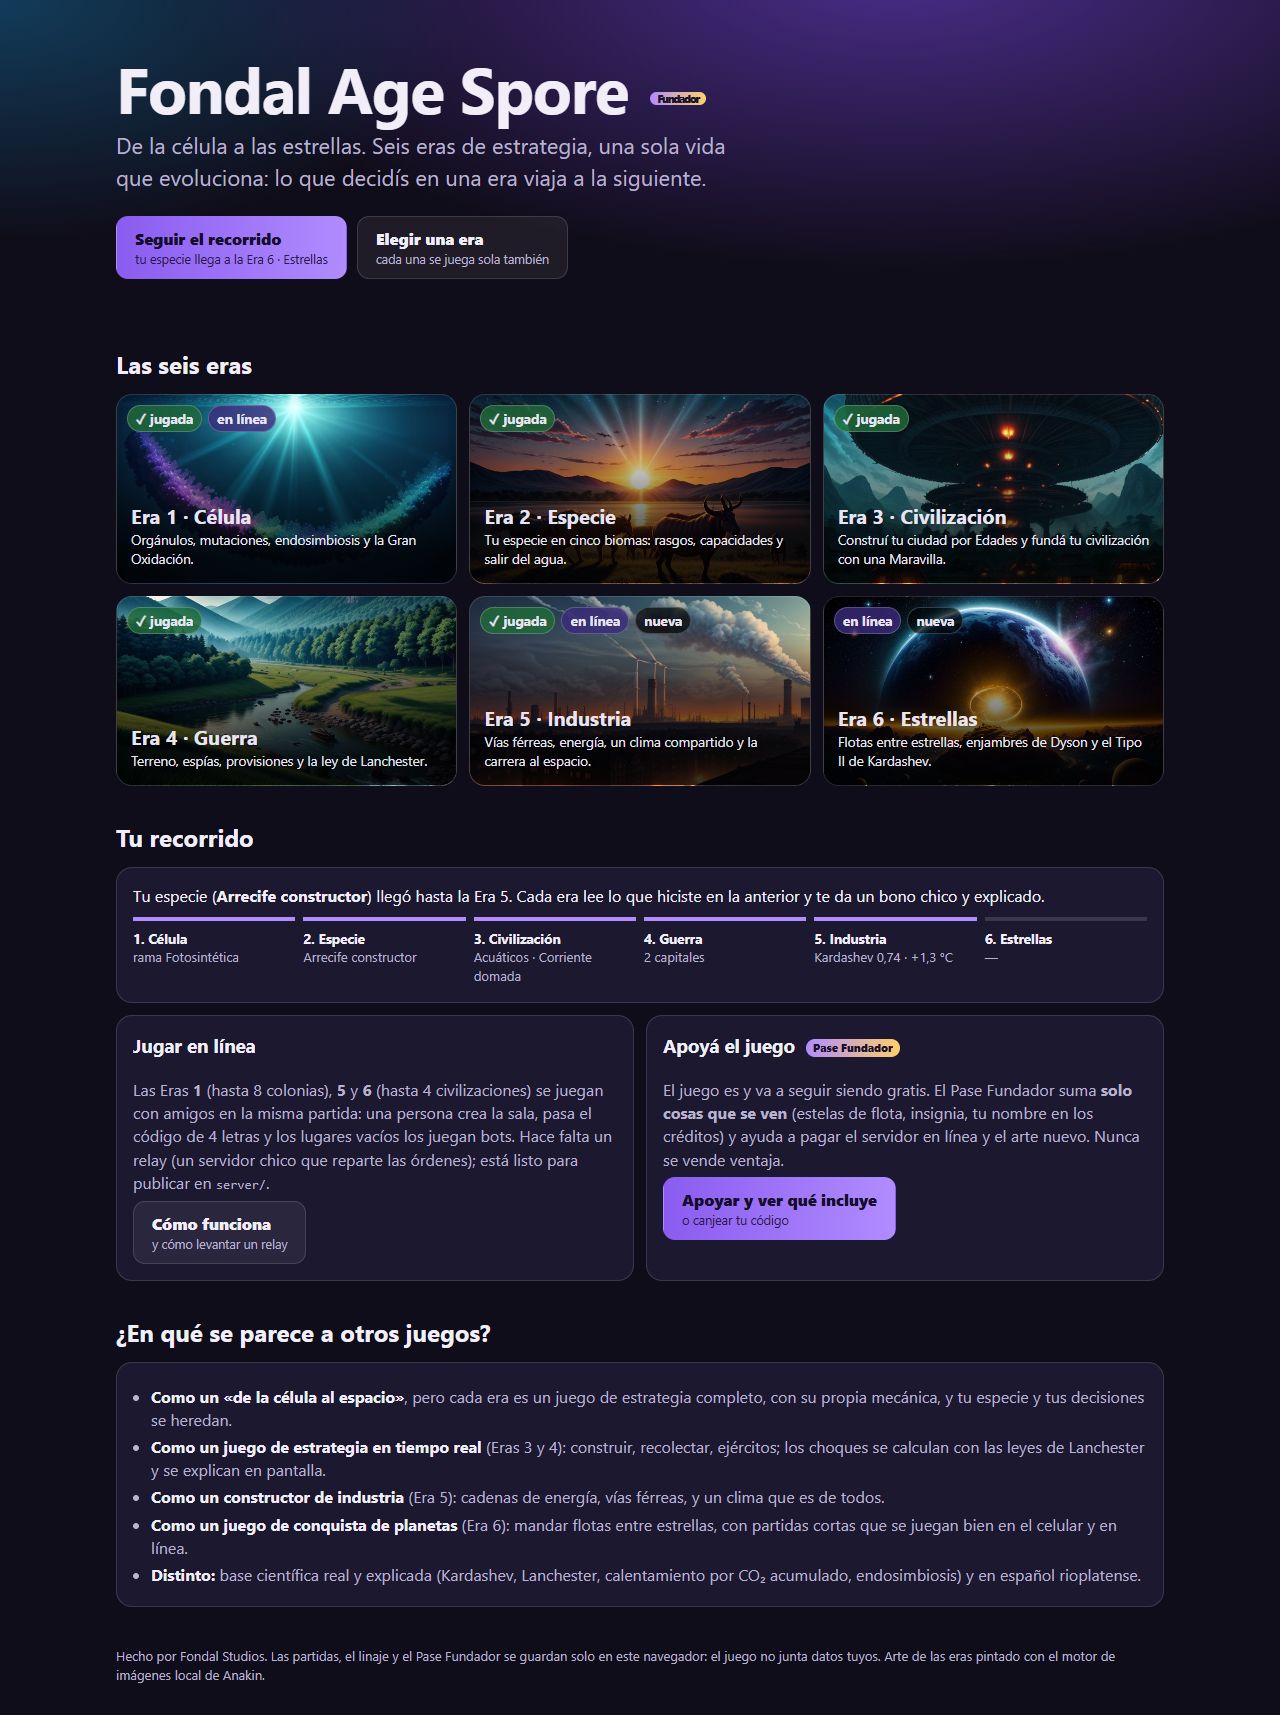 Fondal Age Spore Fundador
De la célula a las estrellas. Seis eras de estrategia, una sola vida
que evoluciona: lo que decidís en una era viaja a la siguiente.
Seguir el recorrido
tu especie llega a la Era 6 · Estrellas
Elegir una era
cada una se juega sola también
Las seis eras
✓ jugada en línea
Era 1 · Célula
Orgánulos, mutaciones, endosimbiosis y la Gran
Oxidación.
✓ jugada
Era 2 · Especie
Tu especie en cinco biomas: rasgos, capacidades y
salir del agua.
✓ jugada
Era 3 · Civilización
Construí tu ciudad por Edades y fundá tu civilización
con una Maravilla.
✓ jugada
Era 4 · Guerra
Terreno, espías, provisiones y la ley de Lanchester.
✓ jugada en línea nueva
Era 5 · Industria
Vías férreas, energía, un clima compartido y la
carrera al espacio.
en línea nueva
Era 6 · Estrellas
Flotas entre estrellas, enjambres de Dyson y el Tipo
II de Kardashev.
Tu recorrido
Tu especie (Arrecife constructor) llegó hasta la Era 5. Cada era lee lo que hiciste en la anterior y te da un bono chico y explicado.
1. Célula
rama Fotosintética
2. Especie
Arrecife constructor
3. Civilización
Acuáticos · Corriente
domada
4. Guerra
2 capitales
5. Industria
Kardashev 0,74 · +1,3 °C
6. Estrellas
—
Jugar en línea
Las Eras 1 (hasta 8 colonias), 5 y 6 (hasta 4 civilizaciones) se juegan
con amigos en la misma partida: una persona crea la sala, pasa el
código de 4 letras y los lugares vacíos los juegan bots. Hace falta un
relay (un servidor chico que reparte las órdenes); está listo para
publicar en server/.
Cómo funciona
y cómo levantar un relay
Apoyá el juego Pase Fundador
El juego es y va a seguir siendo gratis. El Pase Fundador suma solo
cosas que se ven (estelas de flota, insignia, tu nombre en los
créditos) y ayuda a pagar el servidor en línea y el arte nuevo. Nunca
se vende ventaja.
Apoyar y ver qué incluye
o canjear tu código
¿En qué se parece a otros juegos?
• Como un «de la célula al espacio», pero cada era es un juego de estrategia completo, con su propia mecánica, y tu especie y tus decisiones
se heredan.
• Como un juego de estrategia en tiempo real (Eras 3 y 4): construir, recolectar, ejércitos; los choques se calculan con las leyes de Lanchester
y se explican en pantalla.
• Como un constructor de industria (Era 5): cadenas de energía, vías férreas, y un clima que es de todos.
• Como un juego de conquista de planetas (Era 6): mandar flotas entre estrellas, con partidas cortas que se juegan bien en el celular y en
línea.
• Distinto: base científica real y explicada (Kardashev, Lanchester, calentamiento por CO₂ acumulado, endosimbiosis) y en español rioplatense.
Hecho por Fondal Studios. Las partidas, el linaje y el Pase Fundador se guardan solo en este navegador: el juego no junta datos tuyos. Arte de las eras pintado con el motor de
imágenes local de Anakin.